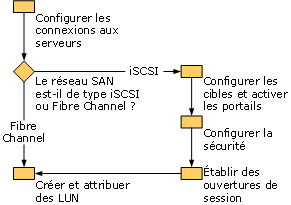 Configurer les
connexions aux
serveurs
Le réseau SAN
est-il de type iSCSI
ou Fibre Channel ?
iSCSI
Configurer les
cibles et activer
les portails
Configurer la
sécurité
Établir des
ouvertures de
session
Fibre
Channel
Créer et attribuer
des LUN